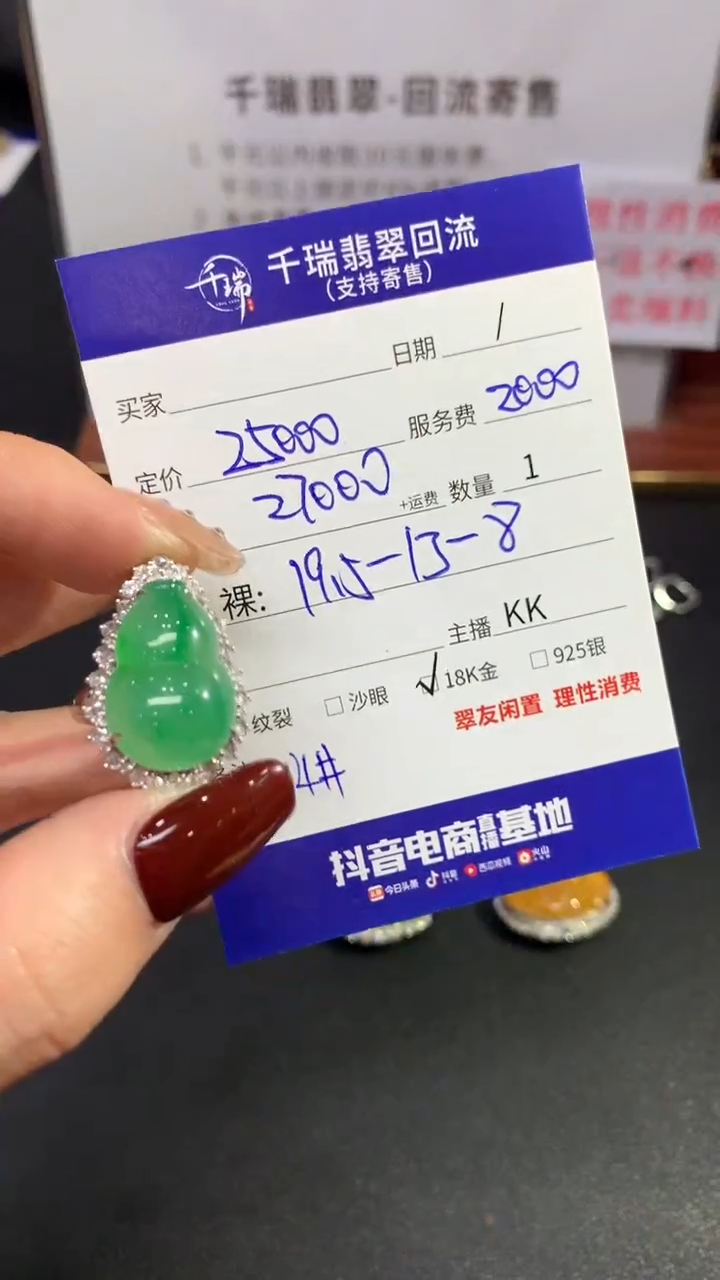 千瑞翡翠-回流寄售
千瑞
千瑞翡翠回流
(支持寄售)
日期 /
买家
定价 25000 服务费 2000
27000 +运费 数量 1
裸: 19.5-13-8
主播 KK
纹裂 □ 沙眼 ✓ 18K金 □ 925银
翠友闲置 理性消费
14#
抖音电商直播基地
今日头条 抖音 西瓜视频 火山